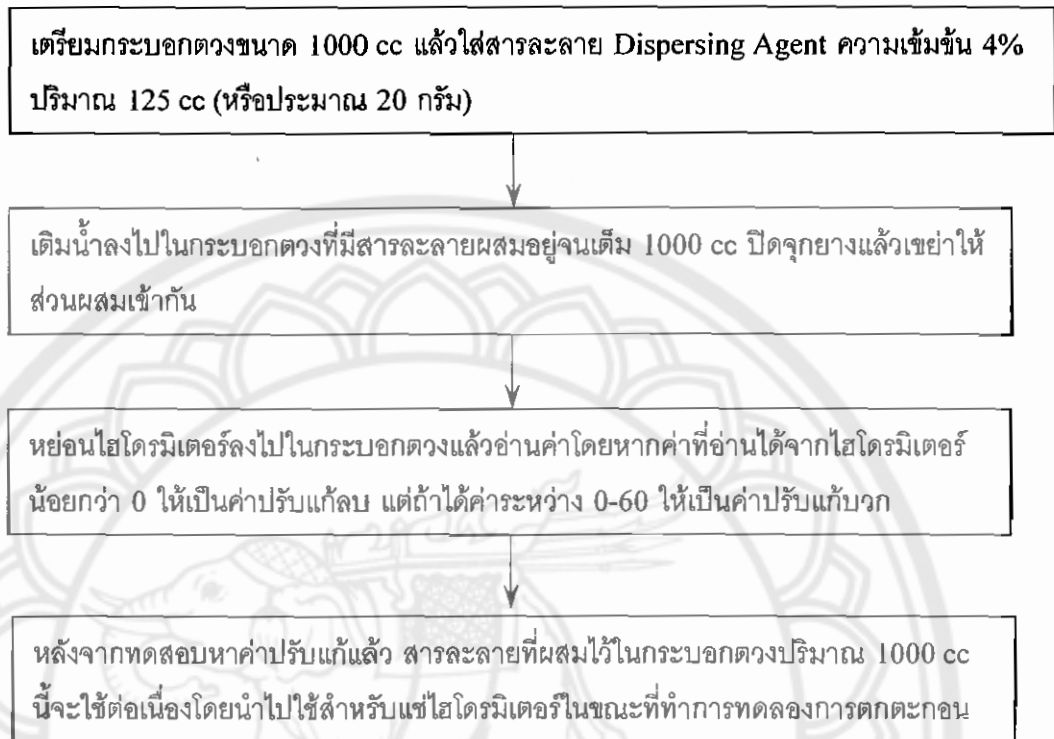 เตรียมกระบอกตวงขนาด 1000 cc แล้วใส่สารละลาย Dispersing Agent ความเข้มข้น 4%
ปริมาณ 125 cc (หรือประมาณ 20 กรัม)
เติมน้ำลงไปในกระบอกตวงที่มีสารละลายผสมอยู่จนเต็ม 1000 cc ปิดจุกยางแล้วเขย่าให้
ส่วนผสมเข้ากัน
หย่อนไฮโดรมิเตอร์ลงไปในกระบอกตวงแล้วอ่านค่าโดยหากค่าที่อ่านได้จากไฮโดรมิเตอร์
น้อยกว่า 0 ให้เป็นค่าปรับแก้ลบ แต่ถ้าได้ค่าระหว่าง 0-60 ให้เป็นค่าปรับแก้บวก
หลังจากทดสอบหาค่าปรับแก้แล้ว สารละลายที่ผสมไว้ในกระบอกตวงปริมาณ 1000 cc
นี้จะใช้ต่อเนื่องโดยนำไปใช้สำหรับแช่ไฮโดรมิเตอร์ในขณะที่ทำการทดลองการตกตะกอน